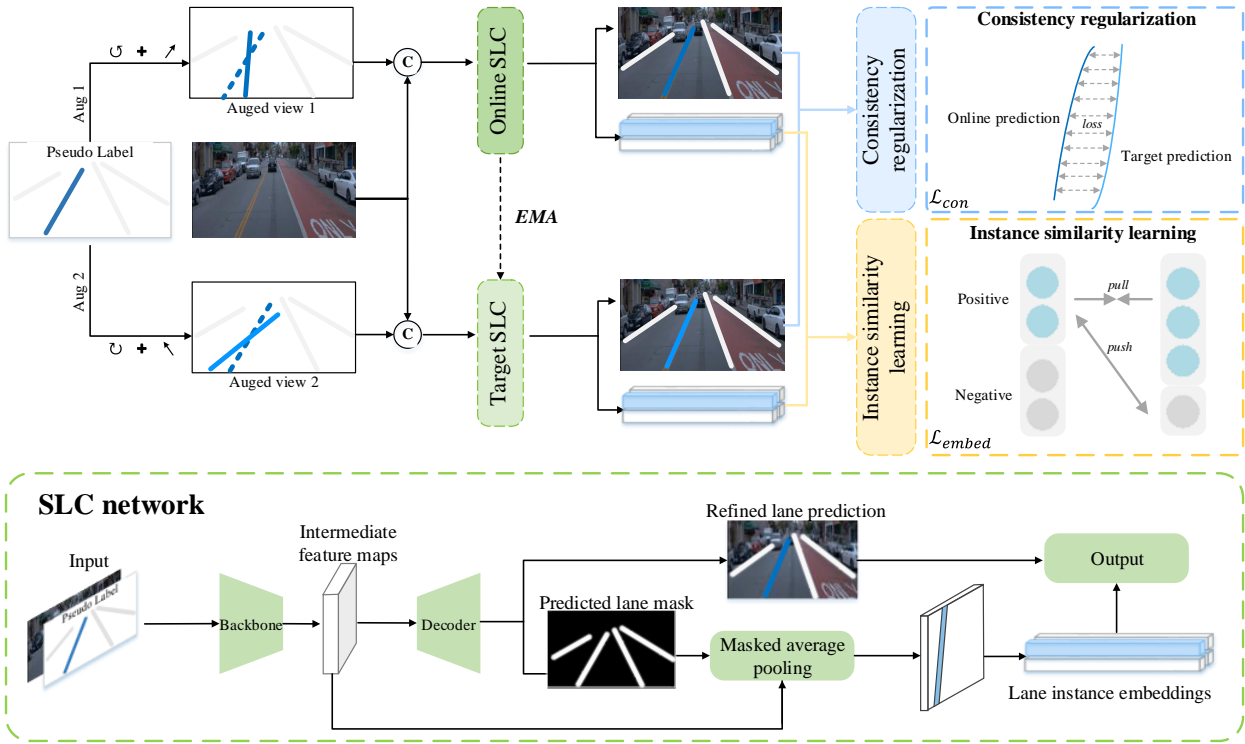 Aug 1
Pseudo Label
Aug 2
Auged view 1
Auged view 2
C
C
ONLY
Online SLC
EMA
Target SLC
ONLY
Consistency
regularization
Instance similarity
learning
Consistency regularization
Online prediction
loss
Target prediction
ℒcon
Instance similarity learning
Positive
pull
push
Negative
ℒembed
SLC network
Input
Pseudo Label
Backbone
Intermediate
feature maps
Decoder
Refined lane prediction
Predicted lane mask
Masked average
pooling
Output
Lane instance embeddings